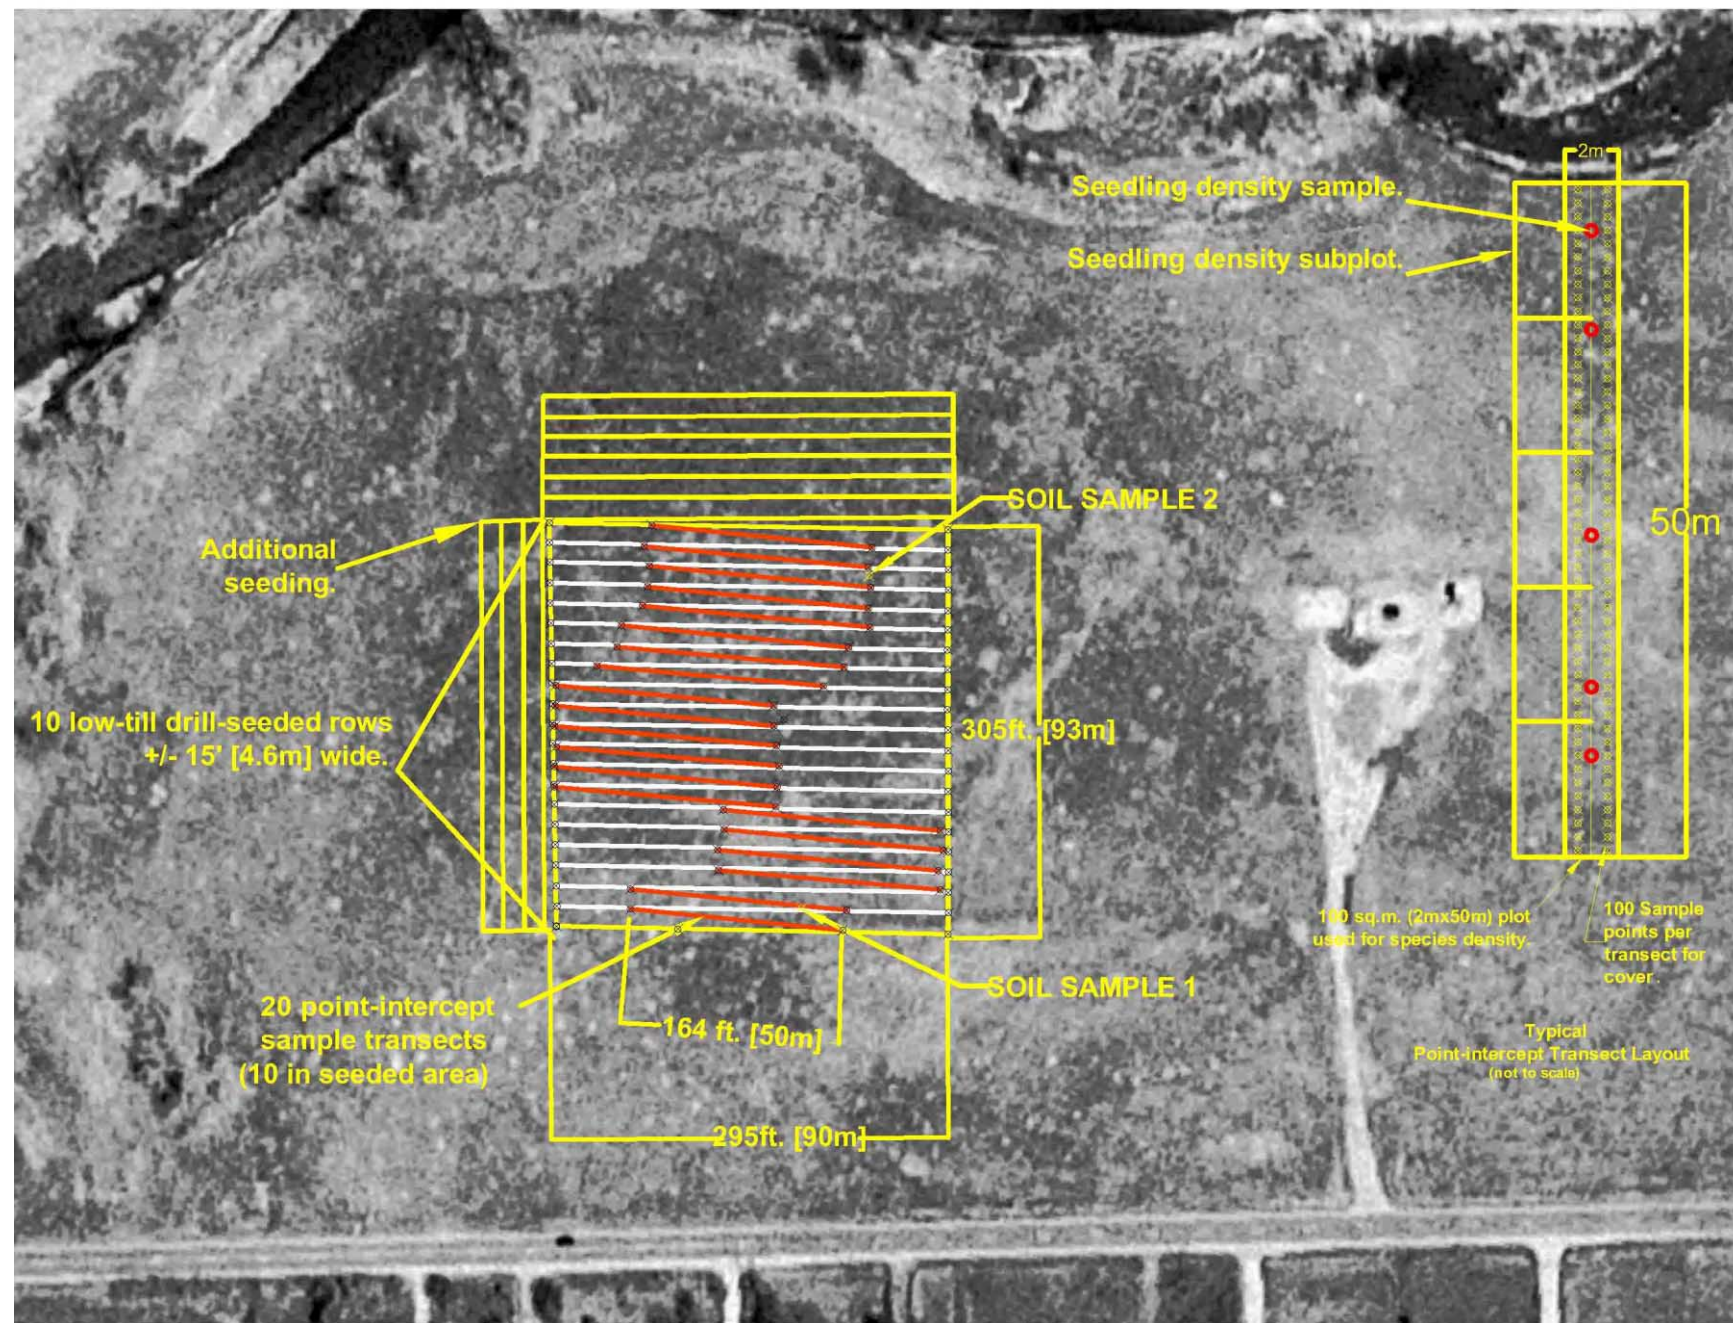 2m
Seedling density sample.
Seedling density subplot.
SOIL SAMPLE 2
50m
Additional
seeding.
10 low-till drill-seeded rows
+/- 15' [4.6m] wide.
305ft. [93m]
100 sq.m. (2mx50m) plot
used for species density.
100 Sample
points per
transect for
cover.
SOIL SAMPLE 1
20 point-intercept
sample transects
(10 in seeded area)
164 ft. [50m]
Typical
Point-intercept Transect Layout
(not to scale)
295ft. [90m]